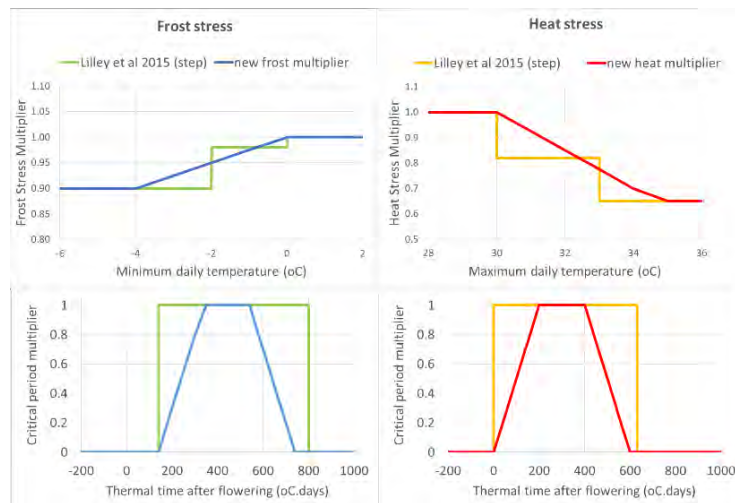 Frost stress
Heat stress
Lilley et al 2015 (step)
new frost multiplier
Lilley et al 2015 (step)
new heat multiplier
Frost Stress Multiplier
1.10
1.05
1.00
0.95
0.90
0.85
0.80
-6 -4 -2 0 2
Minimum daily temperature (oC)
Heat Stress Multiplier
1.1
1.0
0.9
0.8
0.7
0.6
0.5
28 30 32 34 36
Maximum daily temperature (oC)
Critical period multiplier
1
0.8
0.6
0.4
0.2
0
-200 0 200 400 600 800 1000
Thermal time after flowering (oC.days)
Critical period multiplier
1
0.8
0.6
0.4
0.2
0
-200 0 200 400 600 800 1000
Thermal time after flowering (oC.days)